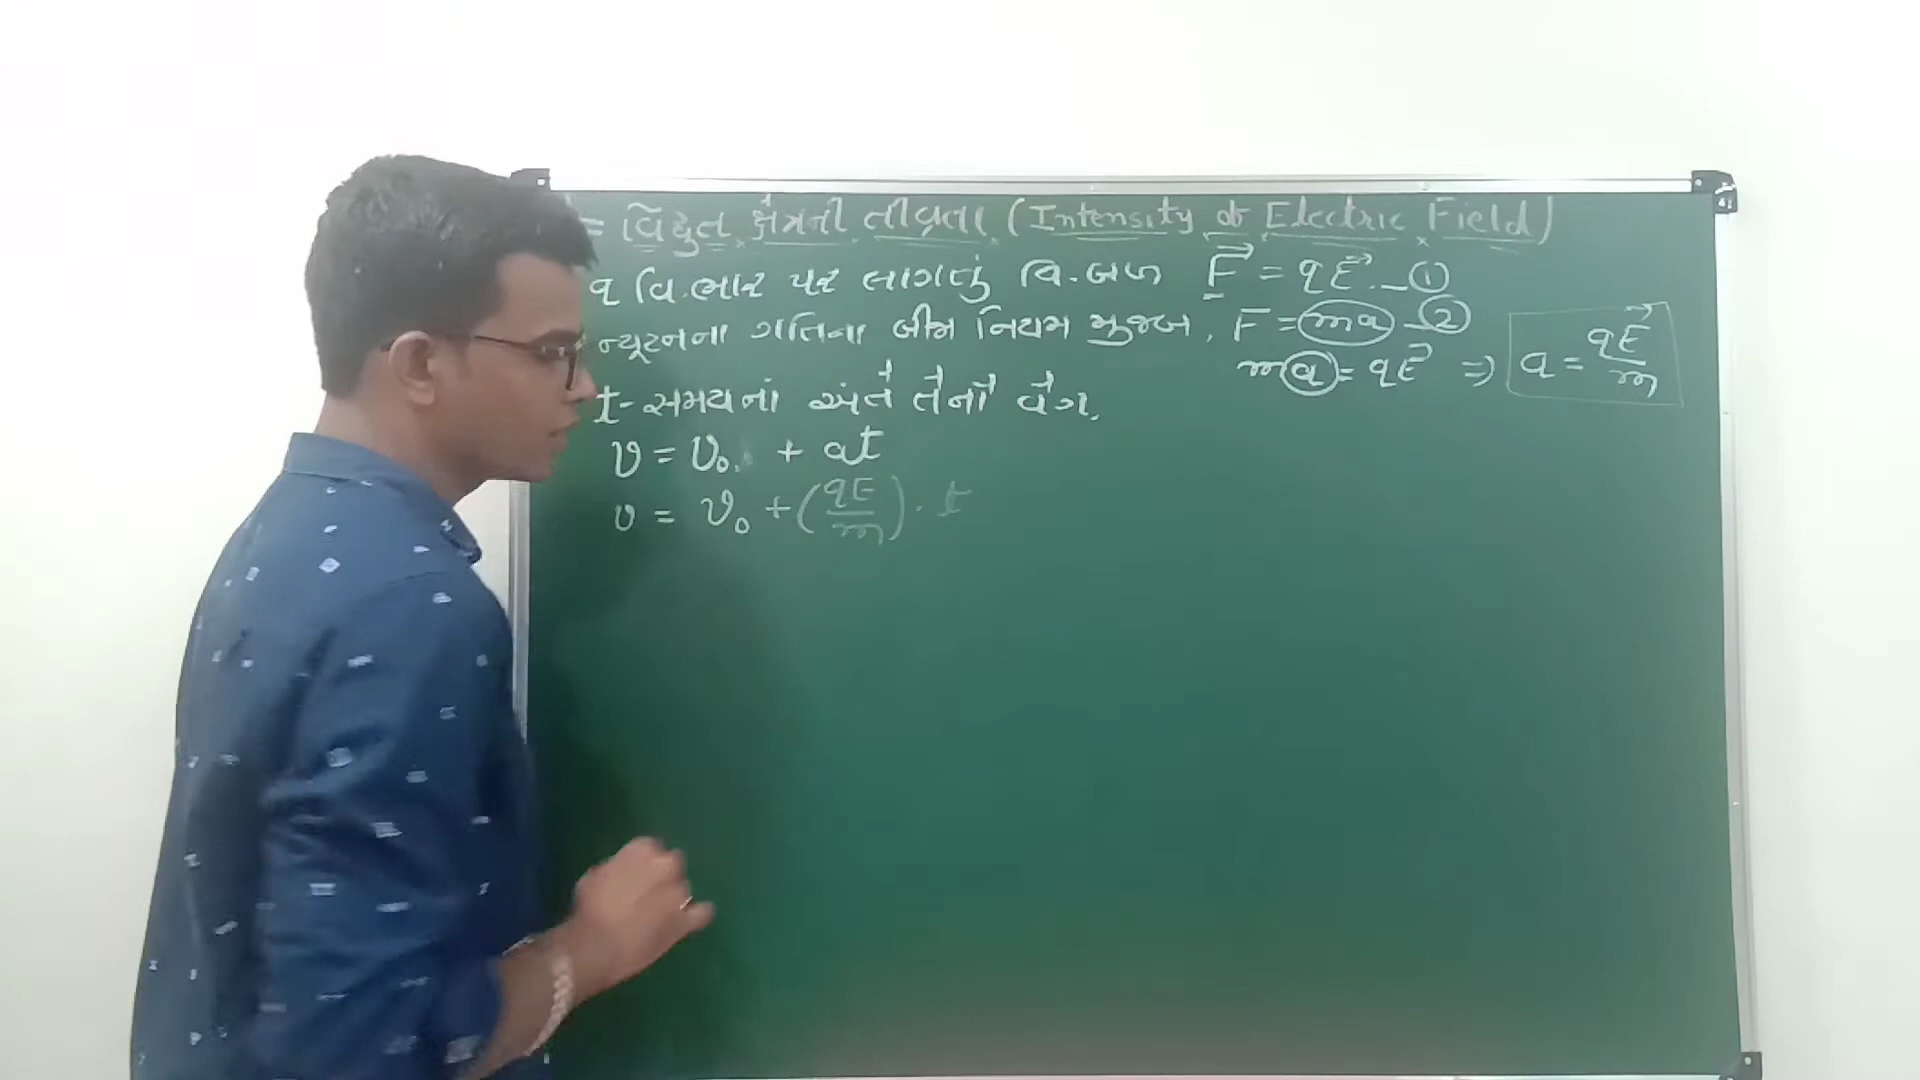 = વિદ્યુત ક્ષેત્રની તીવ્રતા (Intensity of Electric Field)
q વિ.ભાર પર લાગતું વિ.બળ F⃗ = qE⃗ _ ①
ન્યૂટનના ગતિના બીજા નિયમ મુજબ, F = ma _ ②
ma = qE⃗ ⇒ a = qE⃗/m
t - સમયનાં અંતે તેનો વેગ,
v = v₀ + at
v = v₀ + (qE/m) · t